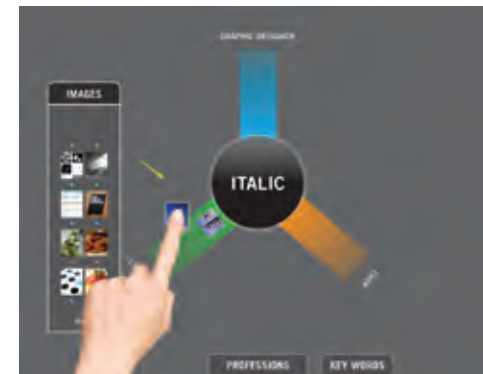 GRAPHIC DESIGNER
IMAGES
ITALIC
PROFESSIONS
KEY WORDS